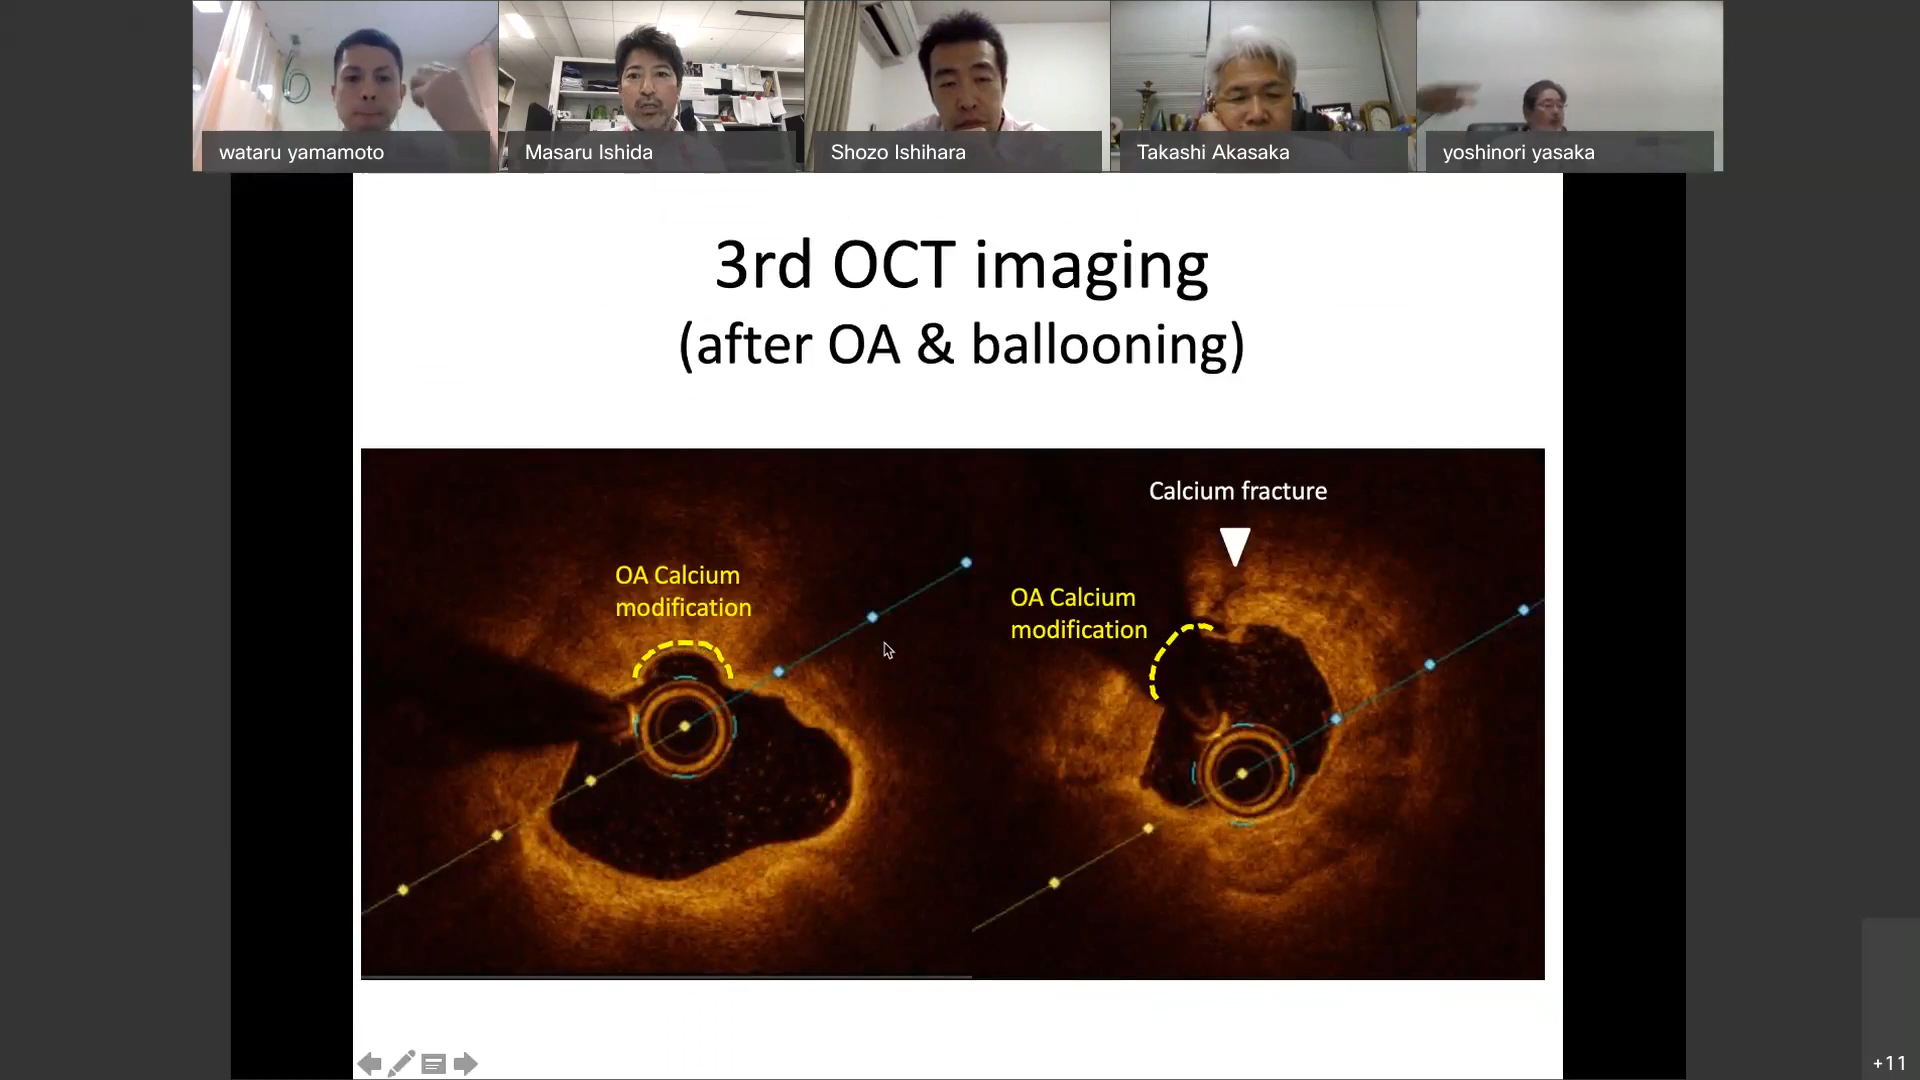 wataru yamamoto
Masaru Ishida
Shozo Ishihara
Takashi Akasaka
yoshinori yasaka
3rd OCT imaging
(after OA & ballooning)
OA Calcium
modification
Calcium fracture
OA Calcium
modification
+11